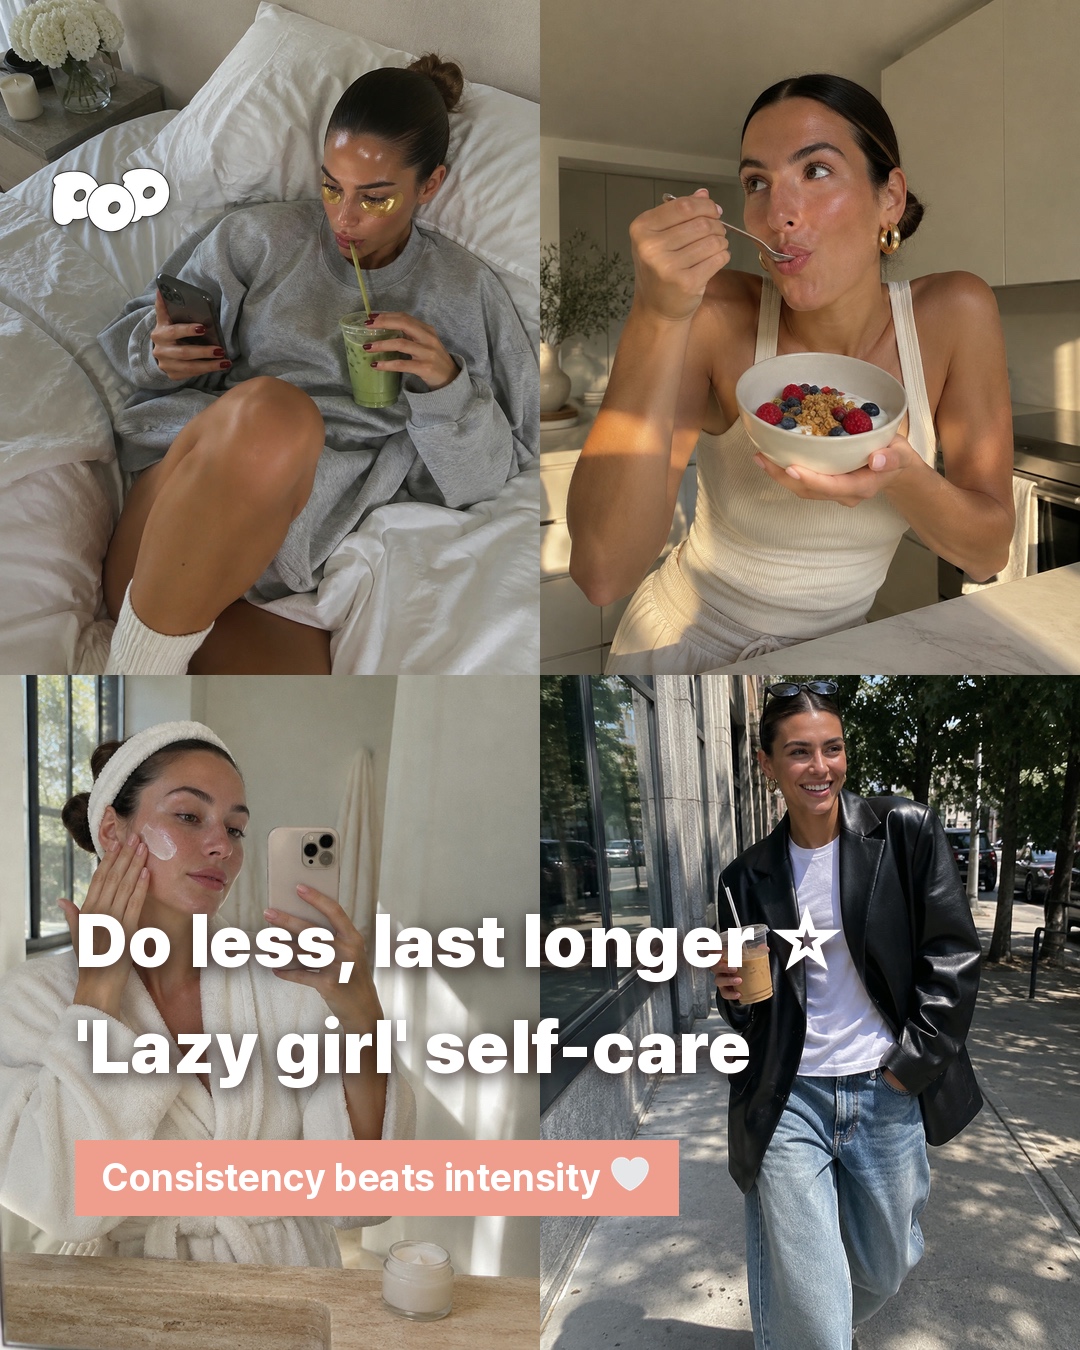 POP
Do less, last longer ☆
'Lazy girl' self-care
Consistency beats intensity 🤍